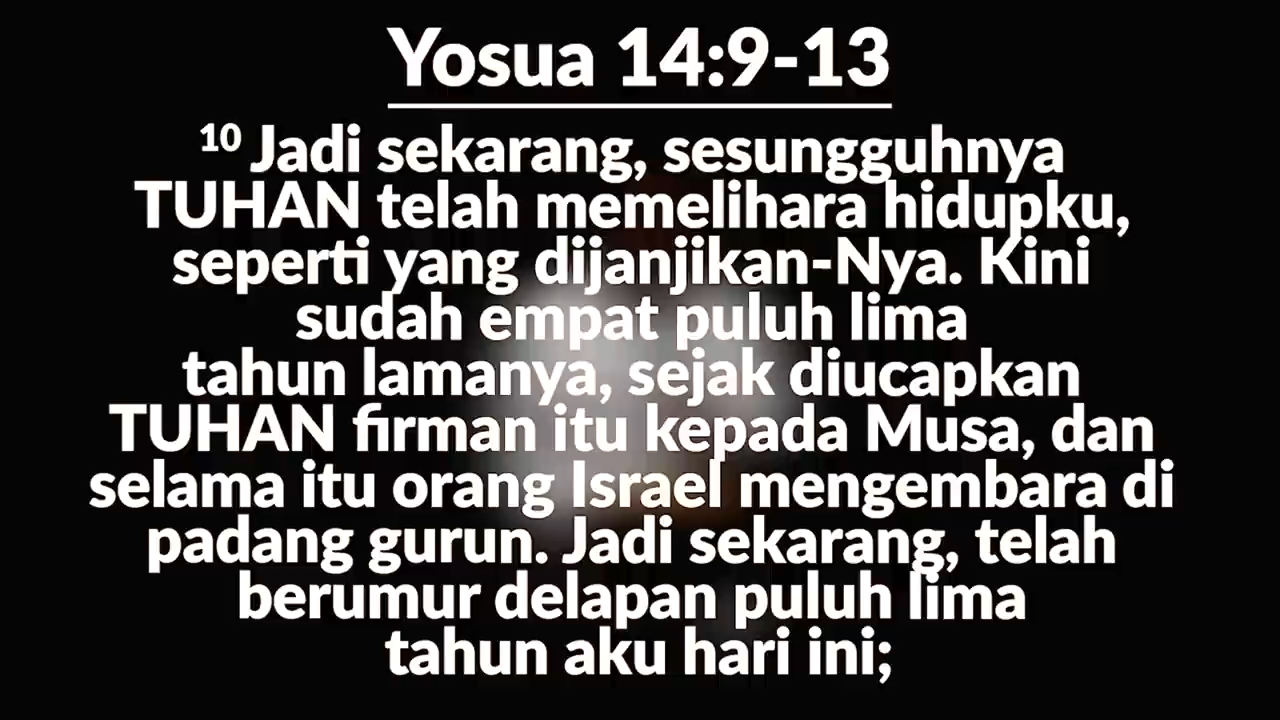 Yosua 14:9-13
10 Jadi sekarang, sesungguhnya
TUHAN telah memelihara hidupku,
seperti yang dijanjikan-Nya. Kini
sudah empat puluh lima
tahun lamanya, sejak diucapkan
TUHAN firman itu kepada Musa, dan
selama itu orang Israel mengembara di
padang gurun. Jadi sekarang, telah
berumur delapan puluh lima
tahun aku hari ini;